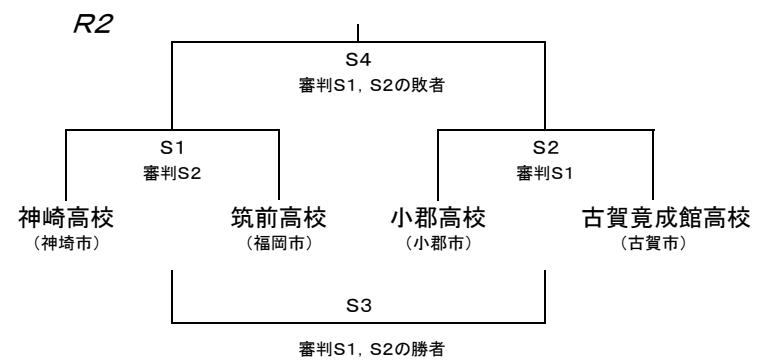 R2
S4
審判S1，S2の敗者
S1
審判S2
S2
審判S1
神崎高校
筑前高校
小郡高校
古賀竟成館高校
（神埼市）
（福岡市）
（小郡市）
（古賀市）
S3
審判S1，S2の勝者